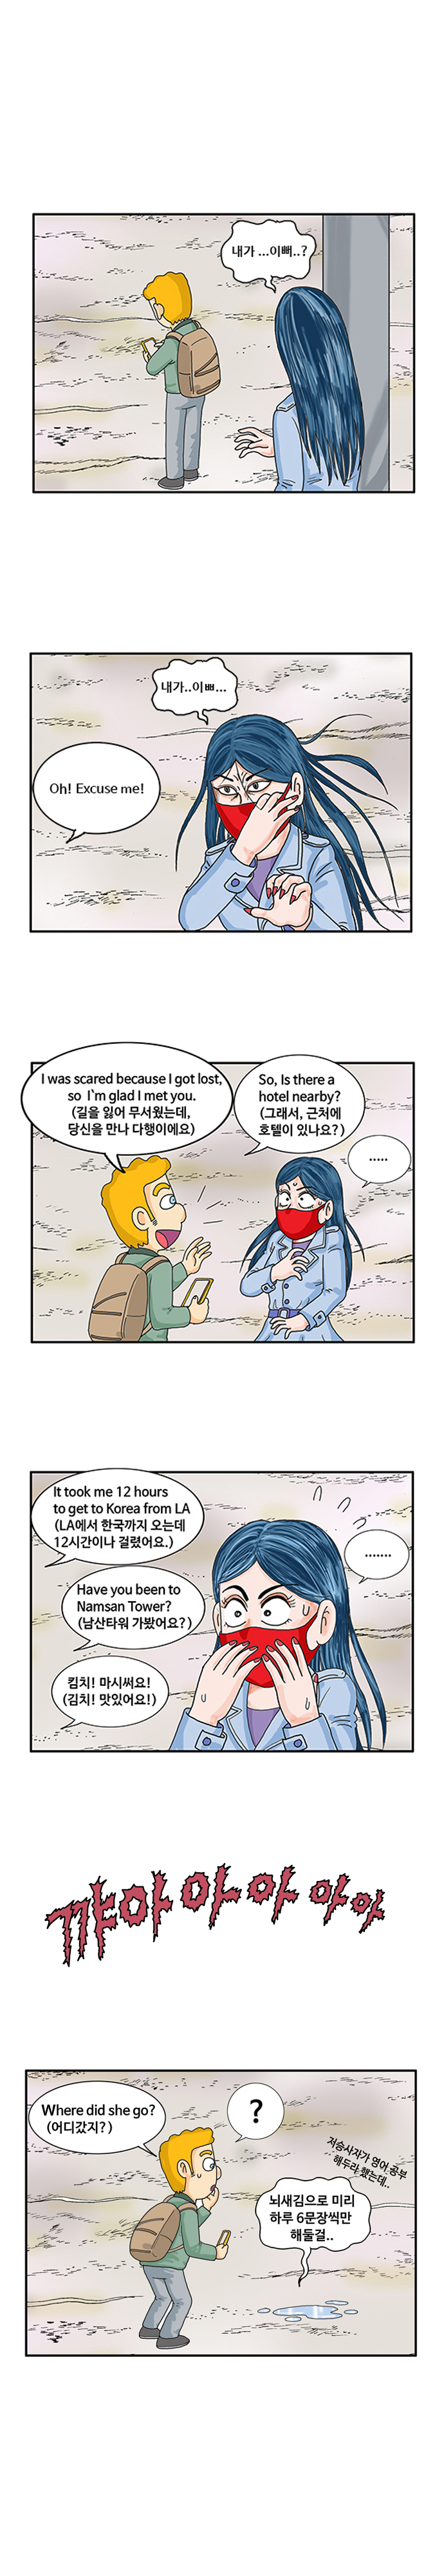 내가 ...이뻐..?
내가..이쁘...
Oh! Excuse me!
I was scared because I got lost,
so I`m glad I met you.
(길을 잃어 무서웠는데,
당신을 만나 다행이에요)
So, Is there a
hotel nearby?
(그래서, 근처에
호텔이 있나요?)
.....
It took me 12 hours
to get to Korea from LA
(LA에서 한국까지 오는데
12시간이나 걸렸어요.)
.......
Have you been to
Namsan Tower?
(남산타워 가봤어요?)
킴치! 마시써요!
(김치! 맛있어요!)
꺄아 아 아 아 아
Where did she go?
(어디갔지?)
?
저승사자가 영어 공부
해두라 했는데..
뇌새김으로 미리
하루 6문장씩만
해둘걸..